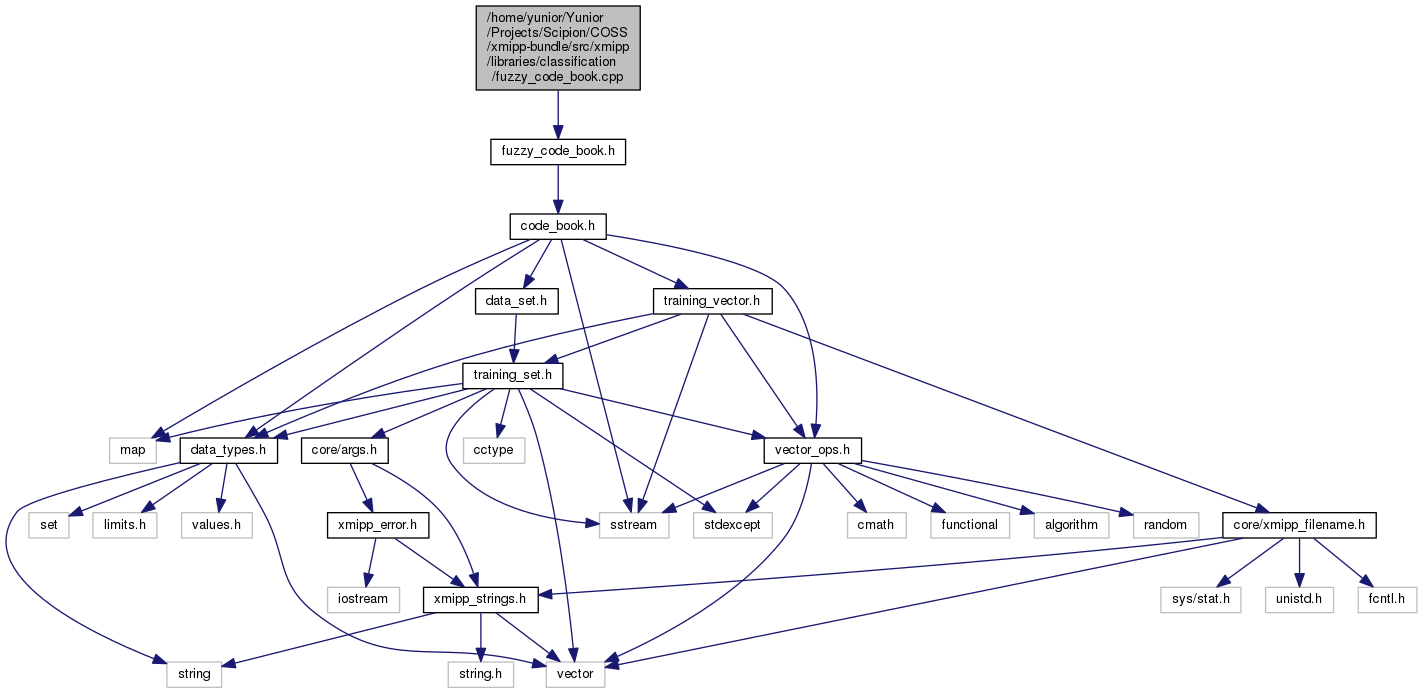 /home/yunior/Yunior
/Projects/Scipion/COSS
/xmipp-bundle/src/xmipp
/libraries/classification
/fuzzy_code_book.cpp
fuzzy_code_book.h
code_book.h
data_set.h
training_vector.h
training_set.h
map
data_types.h
core/args.h
cctype
vector_ops.h
set
limits.h
values.h
xmipp_error.h
sstream
stdexcept
cmath
functional
algorithm
random
core/xmipp_filename.h
iostream
xmipp_strings.h
sys/stat.h
unistd.h
fcntl.h
string
string.h
vector